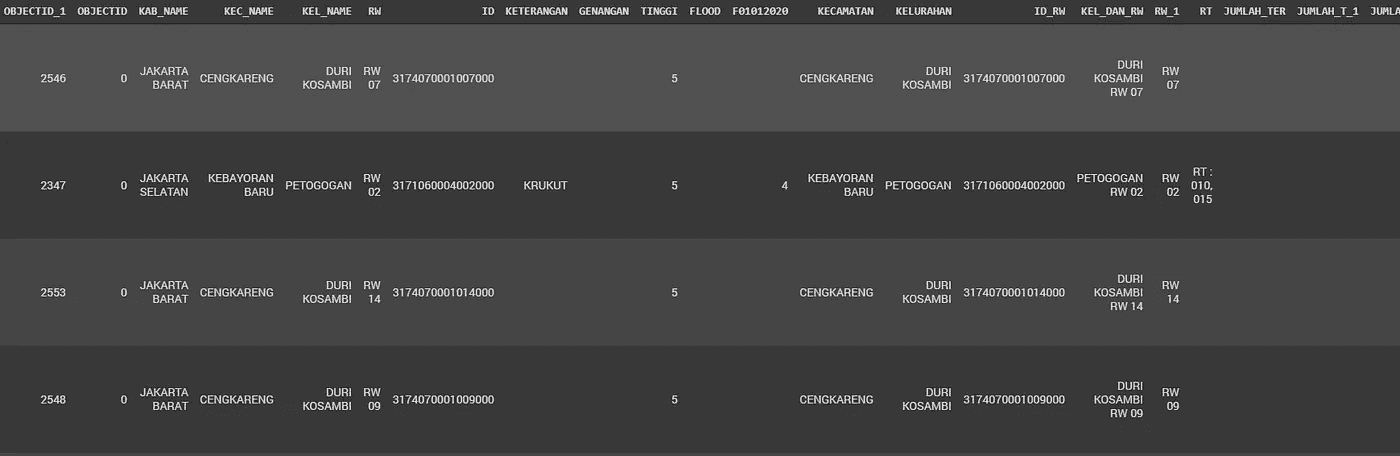 OBJECTID_1 OBJECTID KAB_NAME KEC_NAME KEL_NAME RW ID KETERANGAN GENANGAN TINGGI FLOOD F01012020 KECAMATAN KELURAHAN ID_RW KEL_DAN_RW RW_1 RT JUMLAH_TER JUMLAH_T_1 JUMLA
2546 0 JAKARTA BARAT CENGKARENG DURI KOSAMBI RW 07 3174070001007000 5 CENGKARENG DURI KOSAMBI 3174070001007000 DURI KOSAMBI RW 07 RW 07
2347 0 JAKARTA SELATAN KEBAYORAN BARU PETOGOGAN RW 02 3171060004002000 KRUKUT 5 4 KEBAYORAN BARU PETOGOGAN 3171060004002000 PETOGOGAN RW 02 RW 02 RT : 010, 015
2553 0 JAKARTA BARAT CENGKARENG DURI KOSAMBI RW 14 3174070001014000 5 CENGKARENG DURI KOSAMBI 3174070001014000 DURI KOSAMBI RW 14 RW 14
2548 0 JAKARTA BARAT CENGKARENG DURI KOSAMBI RW 09 3174070001009000 5 CENGKARENG DURI KOSAMBI 3174070001009000 DURI KOSAMBI RW 09 RW 09